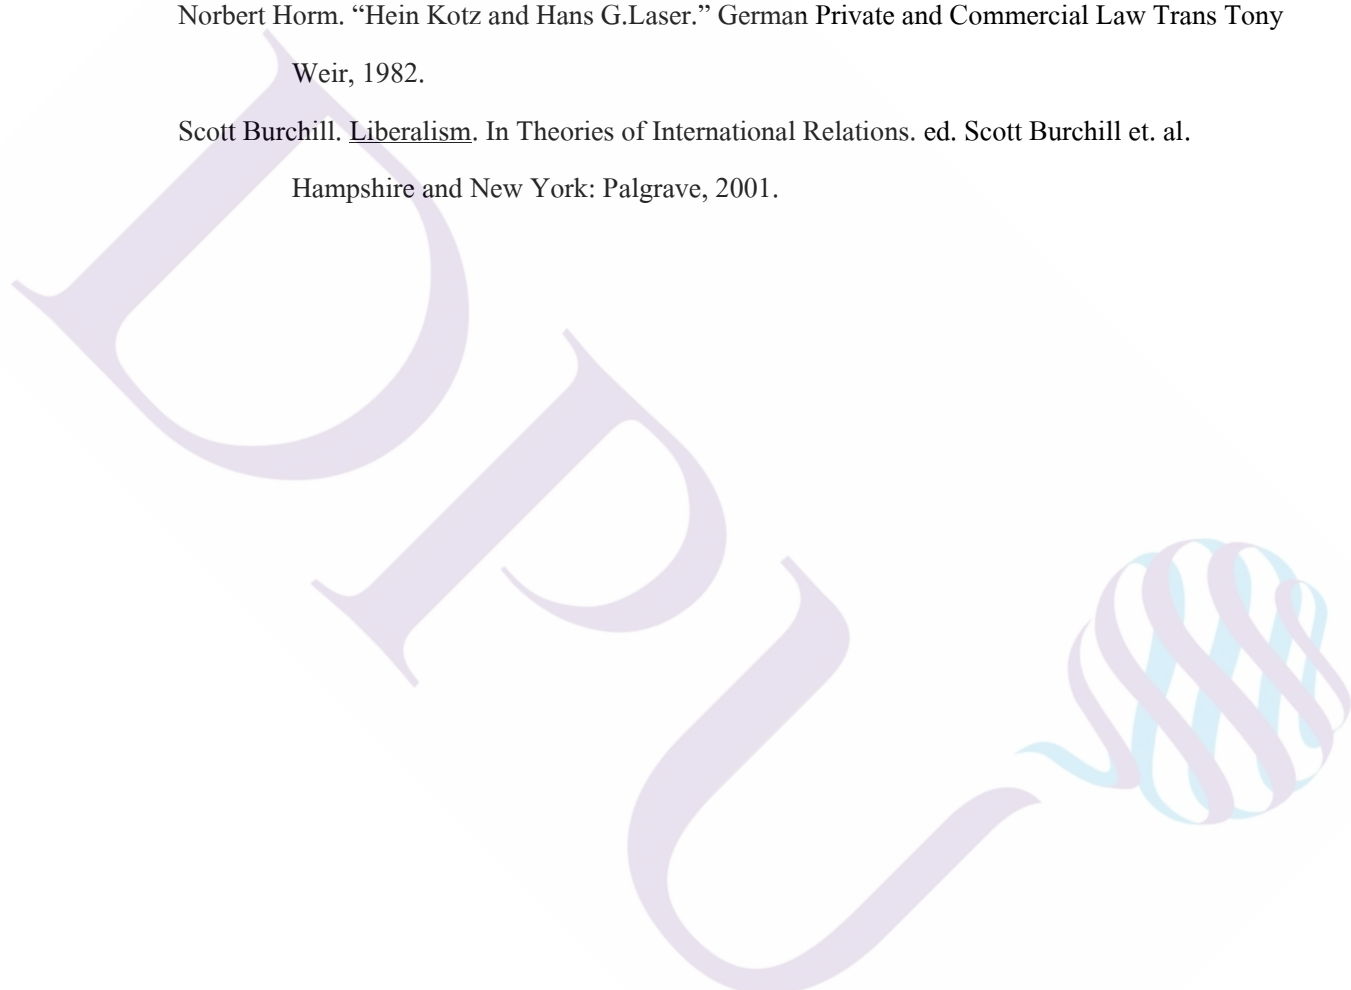 Norbert Horm. “Hein Kotz and Hans G.Laser.” German Private and Commercial Law Trans Tony
Weir, 1982.
Scott Burchill. Liberalism. In Theories of International Relations. ed. Scott Burchill et. al.
Hampshire and New York: Palgrave, 2001.
DPU